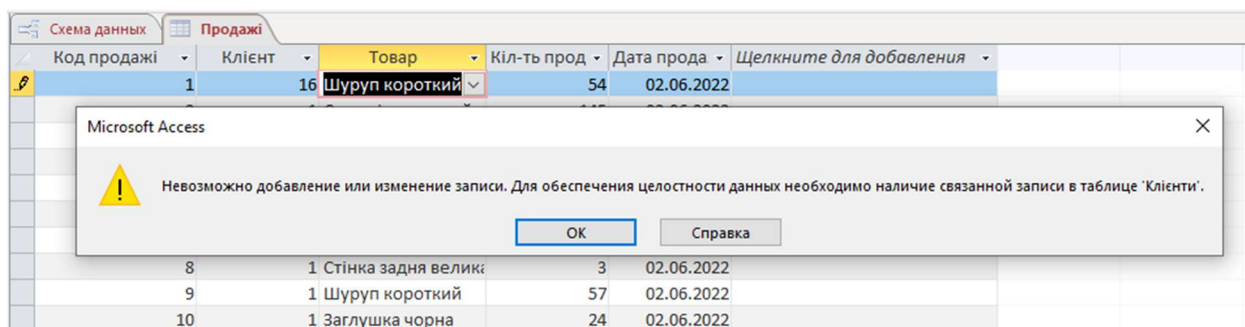 Схема данных Продажі
Код продажі Клієнт Товар Кіл-ть прод Дата прода Щелкните для добавления
1 16 Шуруп короткий 54 02.06.2022
Microsoft Access
Невозможно добавление или изменение записи. Для обеспечения целостности данных необходимо наличие связанной записи в таблице 'Клієнти'.
ОК Справка
8 1 Стінка задня велика 3 02.06.2022
9 1 Шуруп короткий 57 02.06.2022
10 1 Заглушка чорна 24 02.06.2022